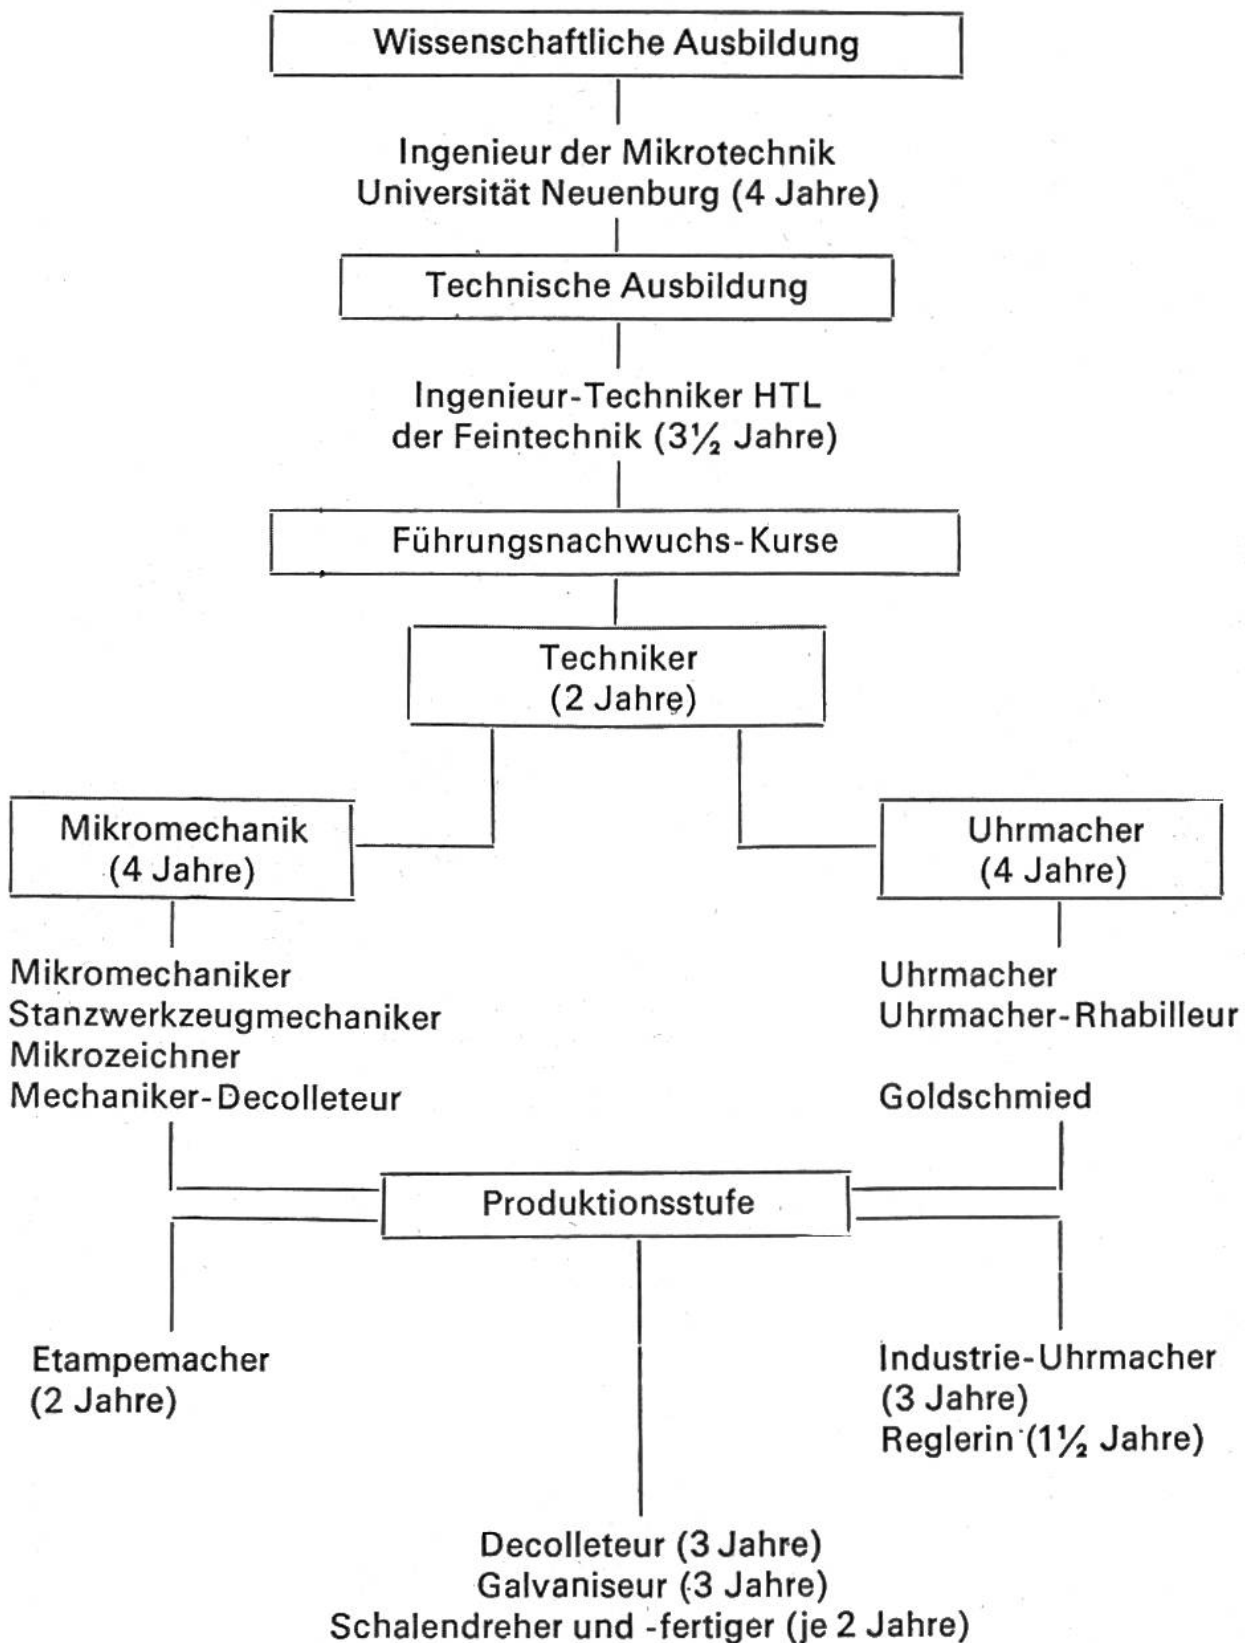 Wissenschaftliche Ausbildung
Ingenieur der Mikrotechnik
Universität Neuenburg (4 Jahre)
Technische Ausbildung
Ingenieur-Techniker HTL
der Feintechnik (3½ Jahre)
Führungsnachwuchs-Kurse
Techniker
(2 Jahre)
Mikromechanik
(4 Jahre)
Mikromechaniker
Stanzwerkzeugmechaniker
Mikrozeichner
Mechaniker-Decolleteur
Uhrmacher
(4 Jahre)
Uhrmacher
Uhrmacher-Rhabilleur
Goldschmied
Produktionsstufe
Etampemacher
(2 Jahre)
Industrie-Uhrmacher
(3 Jahre)
Reglerin (1½ Jahre)
Decolleteur (3 Jahre)
Galvaniseur (3 Jahre)
Schalendreher und -fertiger (je 2 Jahre)